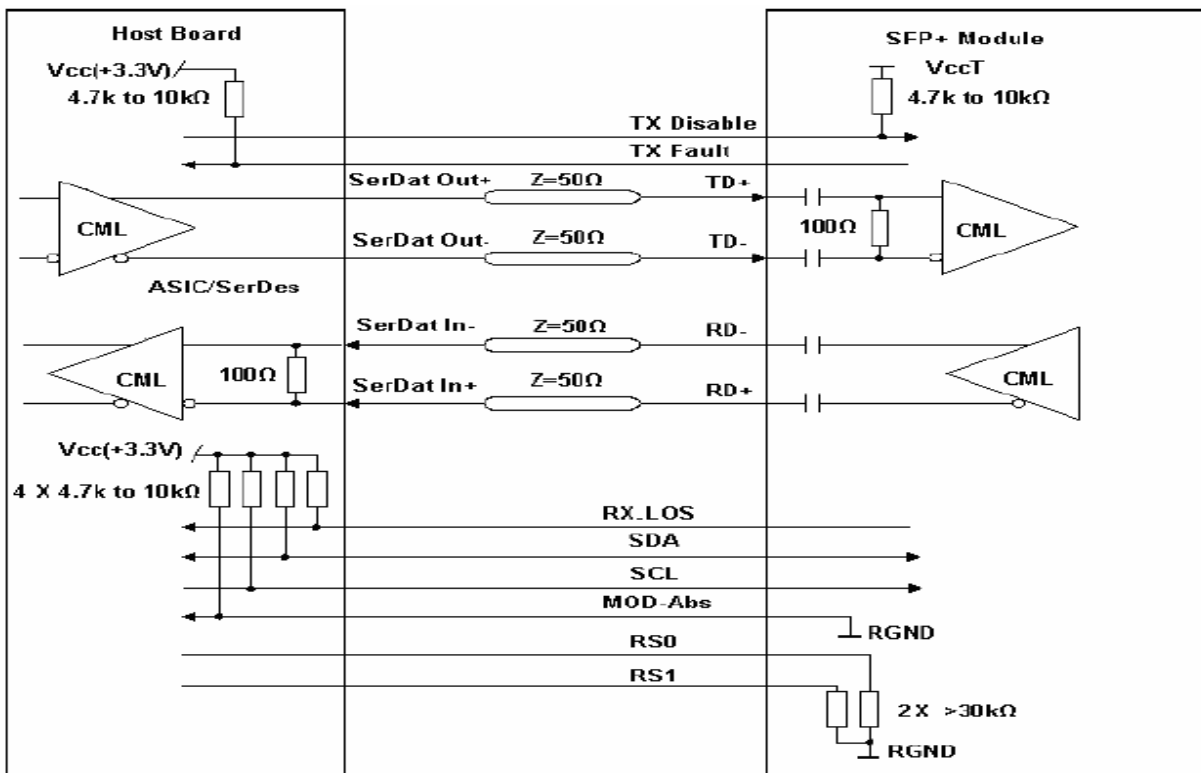 Host Board
SFP+ Module
Vcc(+3.3V)
4.7k to 10kΩ
VccT
4.7k to 10kΩ
TX Disable
TX Fault
SerDat Out+
Z=50Ω
TD+
CML
100Ω
CML
SerDat Out-
Z=50Ω
TD-
ASIC/SerDes
SerDat In-
Z=50Ω
RD-
CML
100Ω
SerDat In+
Z=50Ω
RD+
CML
Vcc(+3.3V)
4 X 4.7k to 10kΩ
RX_LOS
SDA
SCL
MOD-Abs
RGND
RS0
RS1
2X >30kΩ
RGND